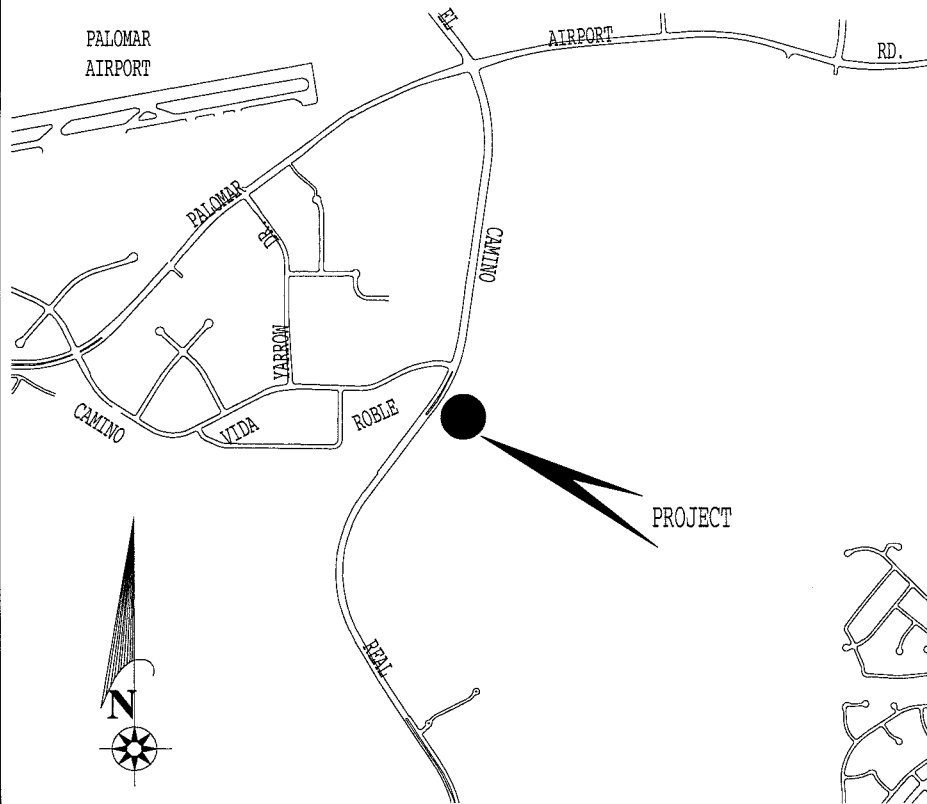 PALOMAR
AIRPORT
EL
AIRPORT
RD.
PALOMAR
DR.
CAMINO
YARROW
CAMINO
VIDA
ROBLE
PROJECT
REAL
N